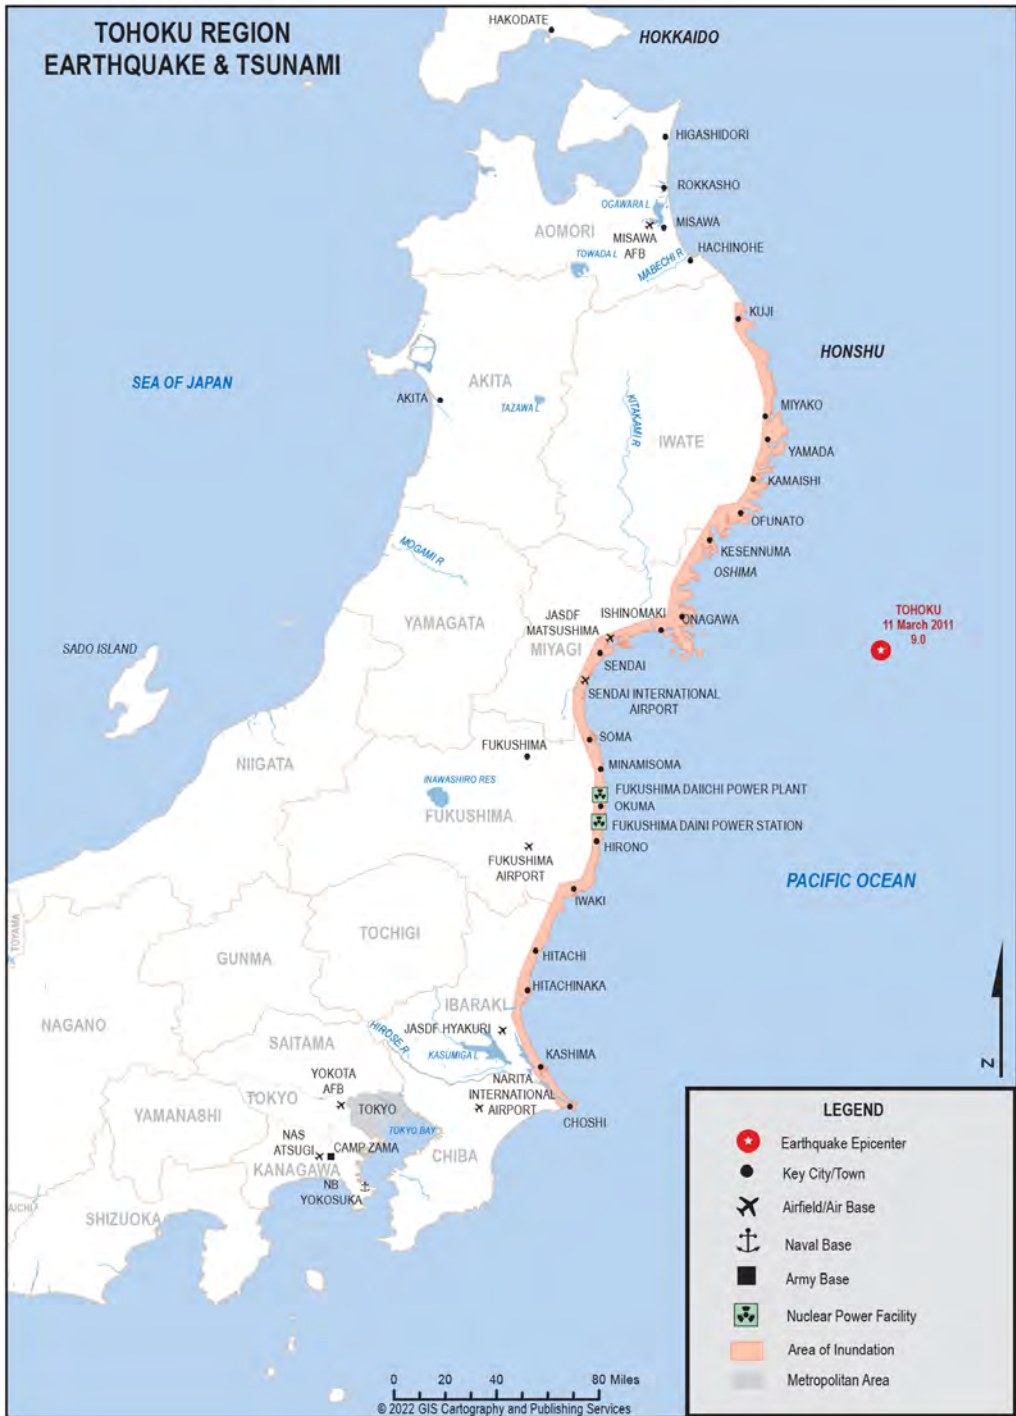 TOHOKU REGION
EARTHQUAKE & TSUNAMI
HAKODATE
HOKKAIDO
HIGASHIDORI
ROKKASHO
OGAWARA L
MISAWA
AOMORI
MISAWA
AFB
HACHINOHE
TOWADA L
MABECHI R
KUJI
HONSHU
SEA OF JAPAN
AKITA
AKITA
TAZAWA L
KITAKAMI R
MIYAKO
IWATE
YAMADA
KAMAISHI
OFUNATO
MOGAMI R
KESENNUMA
OSHIMA
YAMAGATA
JASDF
MATSUSHIMA
ISHINOMAKI
ONAGAWA
TOHOKU
11 March 2011
9.0
SADO ISLAND
MIYAGI
SENDAI
SENDAI INTERNATIONAL
AIRPORT
SOMA
FUKUSHIMA
NIIGATA
MINAMISOMA
INAWASHIRO RES
FUKUSHIMA DAIICHI POWER PLANT
OKUMA
FUKUSHIMA
FUKUSHIMA DAINI POWER STATION
HIRONO
FUKUSHIMA
AIRPORT
PACIFIC OCEAN
IWAKI
TOYAMA
TOCHIGI
GUNMA
HITACHI
HITACHINAKA
IBARAKI
NAGANO
JASDF HYAKURI
HIROSE R
SAITAMA
KASUMIGA L
KASHIMA
YOKOTA
AFB
NARITA
INTERNATIONAL
AIRPORT
TOKYO
TOKYO
YAMANASHI
CHOSHI
TOKYO BAY
NAS
ATSUGI
CAMP ZAMA
CHIBA
KANAGAWA
NB
YOKOSUKA
AICHI
SHIZUOKA
N
LEGEND
Earthquake Epicenter
Key City/Town
Airfield/Air Base
Naval Base
Army Base
Nuclear Power Facility
Area of Inundation
Metropolitan Area
0 20 40 80 Miles
© 2022 GIS Cartography and Publishing Services